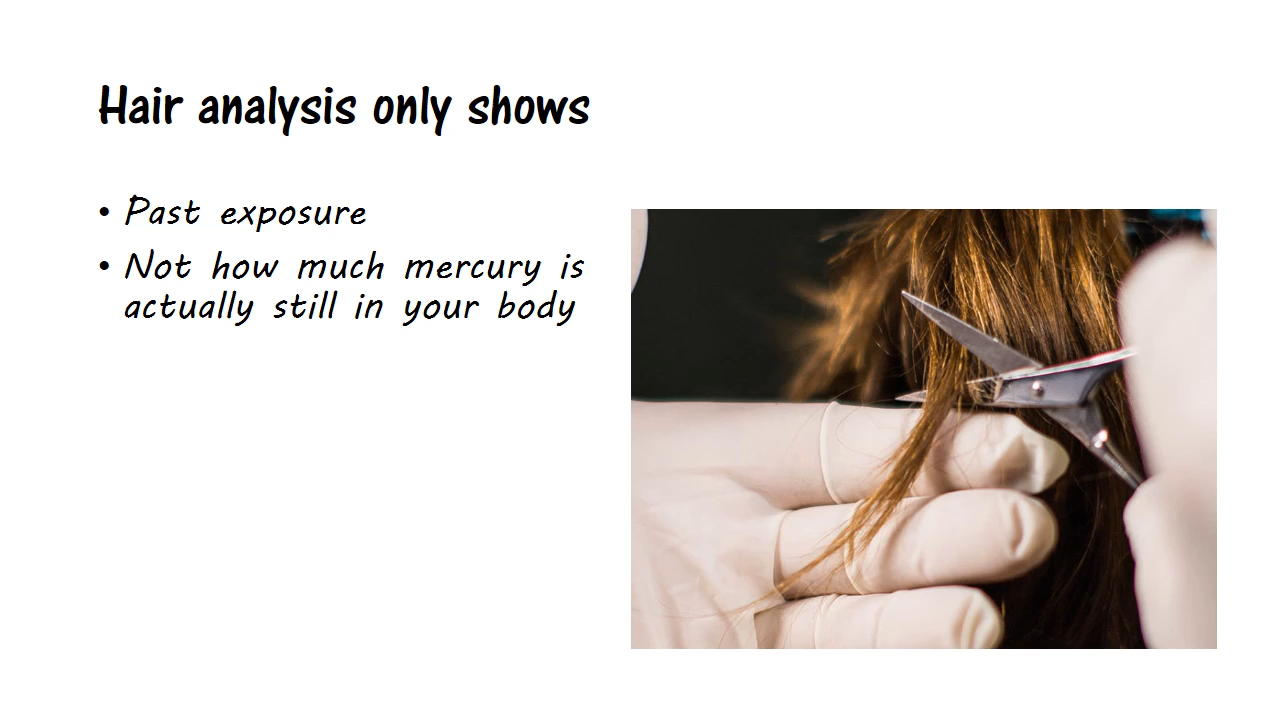 Hair analysis only shows
• Past exposure
• Not how much mercury is
actually still in your body